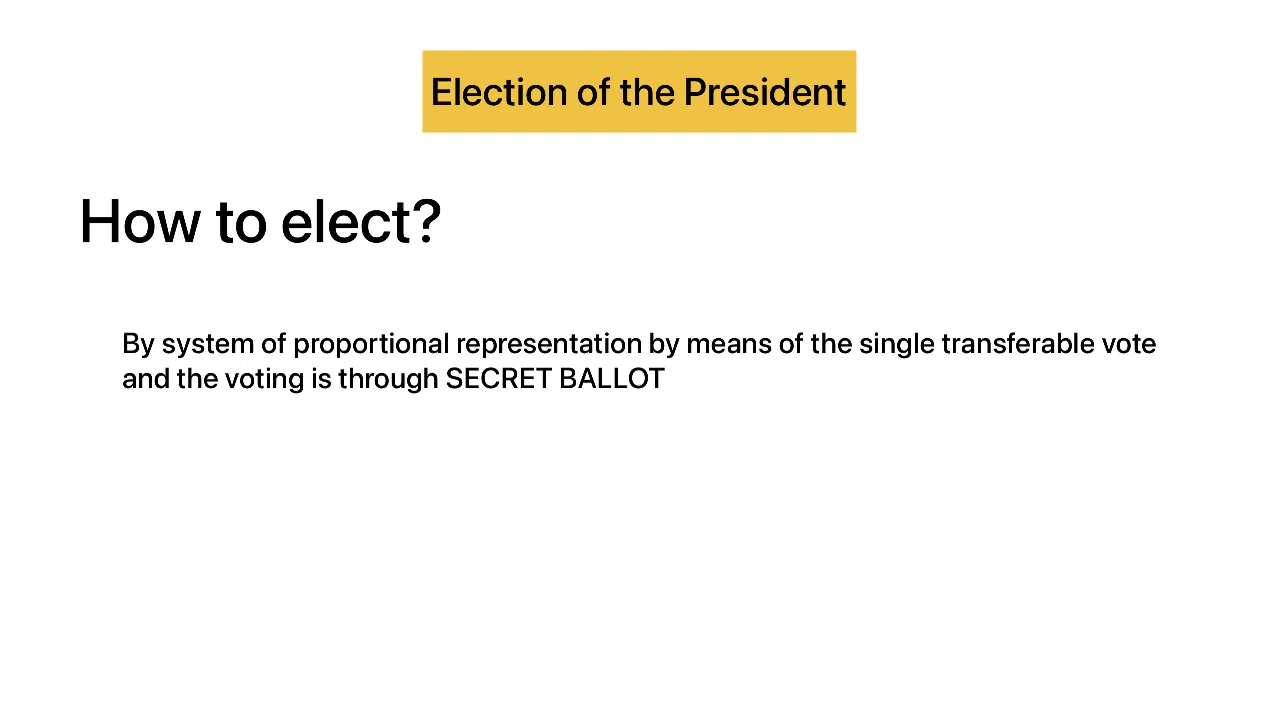 Election of the President
How to elect?
By system of proportional representation by means of the single transferable vote
and the voting is through SECRET BALLOT